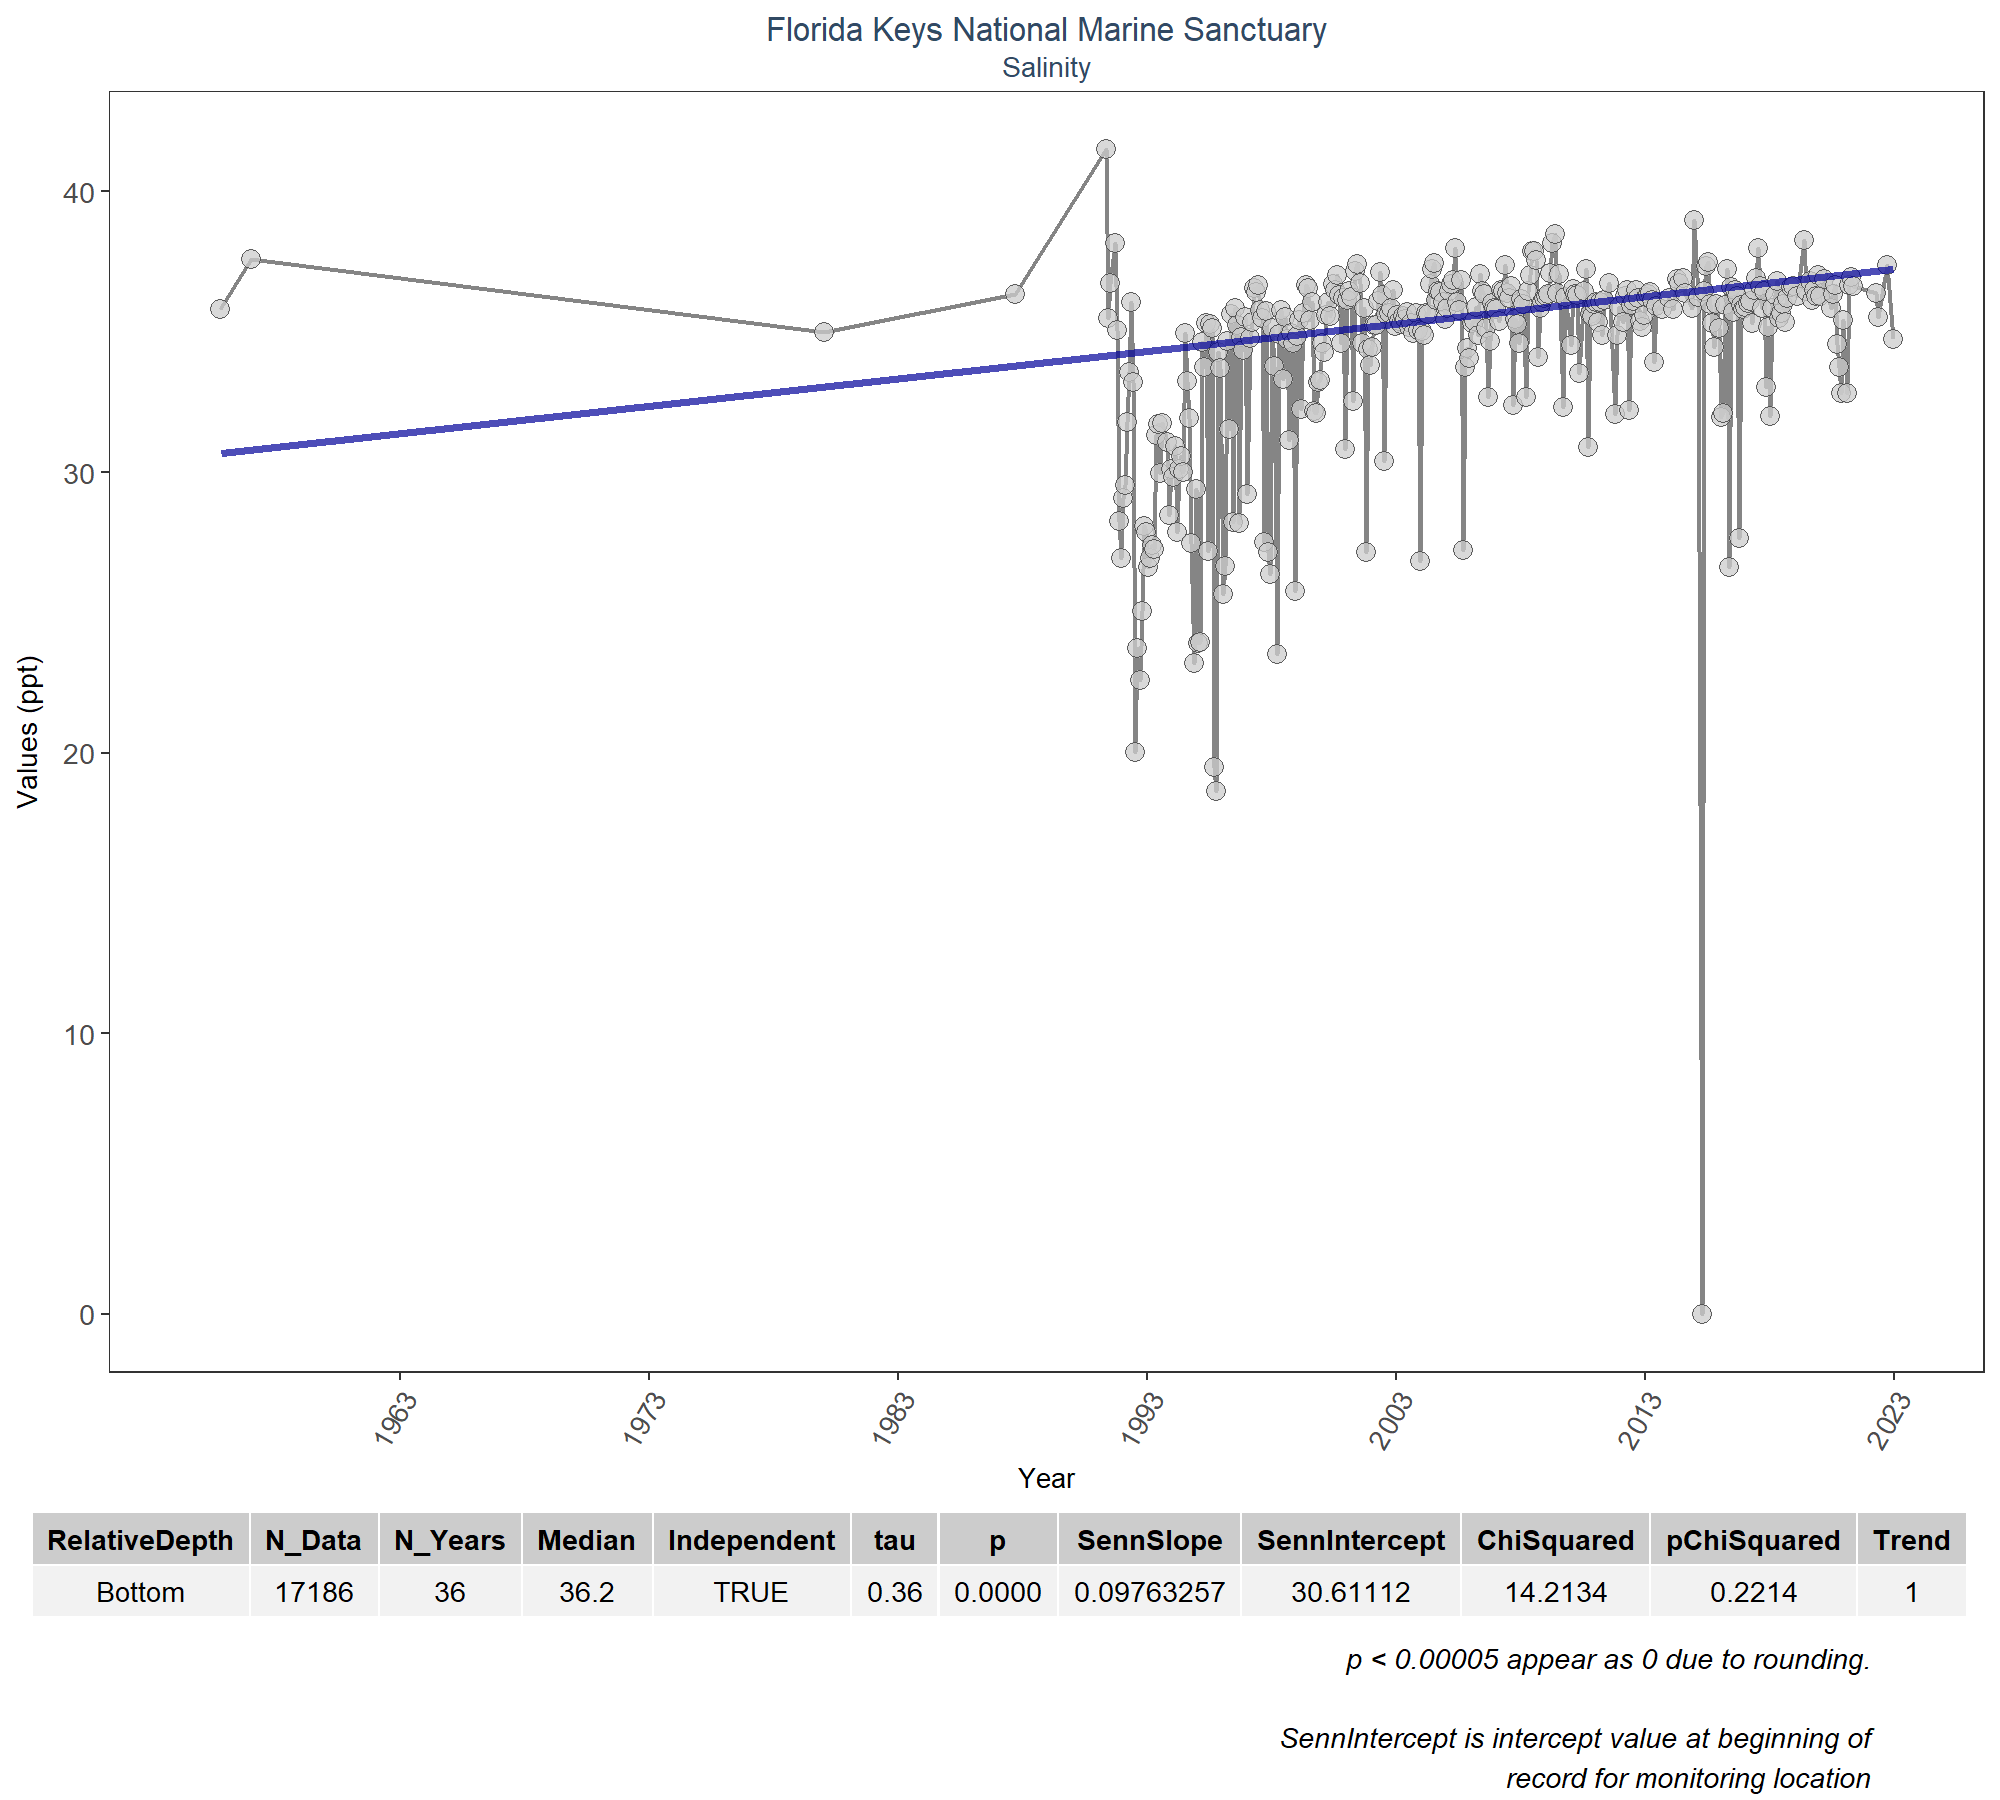 Florida Keys National Marine Sanctuary
Salinity
Values (ppt)
40
30
20
10
0
1963 1973 1983 1993 2003 2013 2023
Year
RelativeDepth N_Data N_Years Median Independent tau p SennSlope SennIntercept ChiSquared pChiSquared Trend
Bottom 17186 36 36.2 TRUE 0.36 0.0000 0.09763257 30.61112 14.2134 0.2214 1
p < 0.00005 appear as 0 due to rounding.
SennIntercept is intercept value at beginning of
record for monitoring location